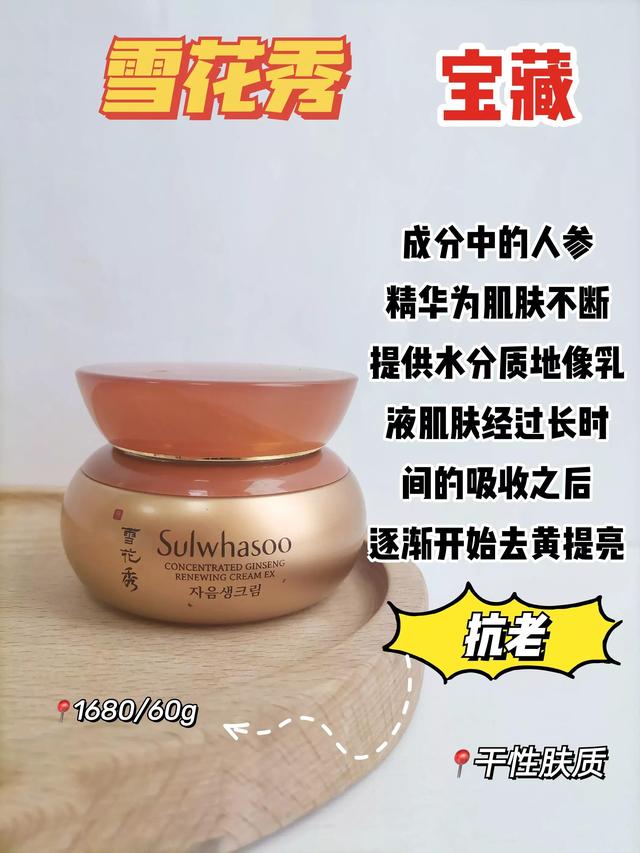 雪花秀 宝藏
成分中的人参
精华为肌肤不断
提供水分质地像乳
液肌肤经过长时
间的吸收之后
逐渐开始去黄提亮
抗老
雪花秀
Sulwhasoo
CONCENTRATED GINSENG
RENEWING CREAM EX
자음생크림
1680/60g
干性肤质